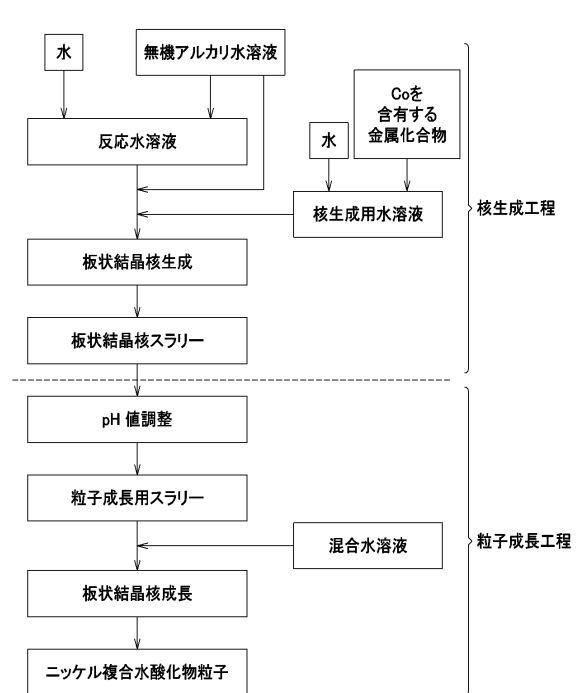 水
無機アルカリ水溶液
Coを
含有する
金属化合物
反応水溶液
水
核生成用水溶液
核生成工程
板状結晶核生成
板状結晶核スラリー
pH 値調整
粒子成長用スラリー
混合水溶液
粒子成長工程
板状結晶核成長
ニッケル複合水酸化物粒子